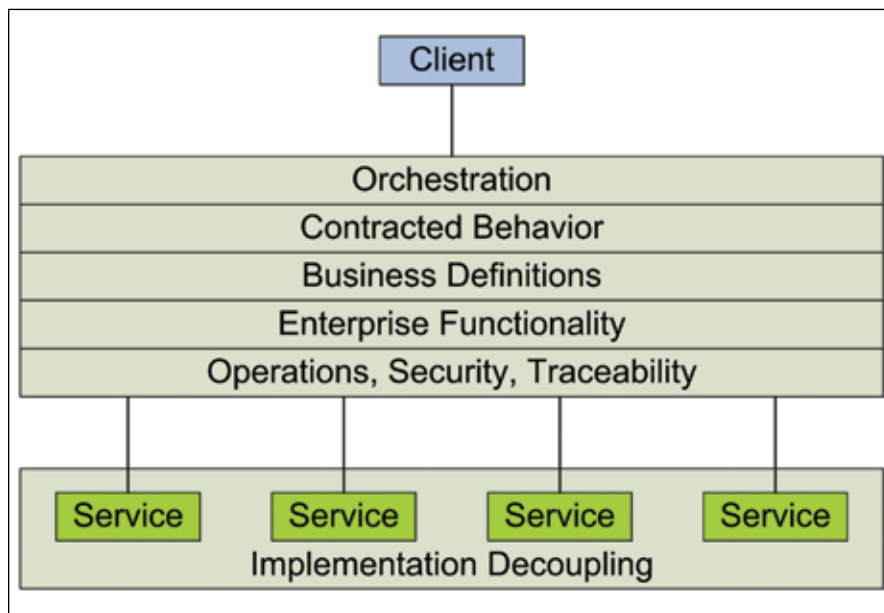 Client
Orchestration
Contracted Behavior
Business Definitions
Enterprise Functionality
Operations, Security, Traceability
Service Service Service Service
Implementation Decoupling